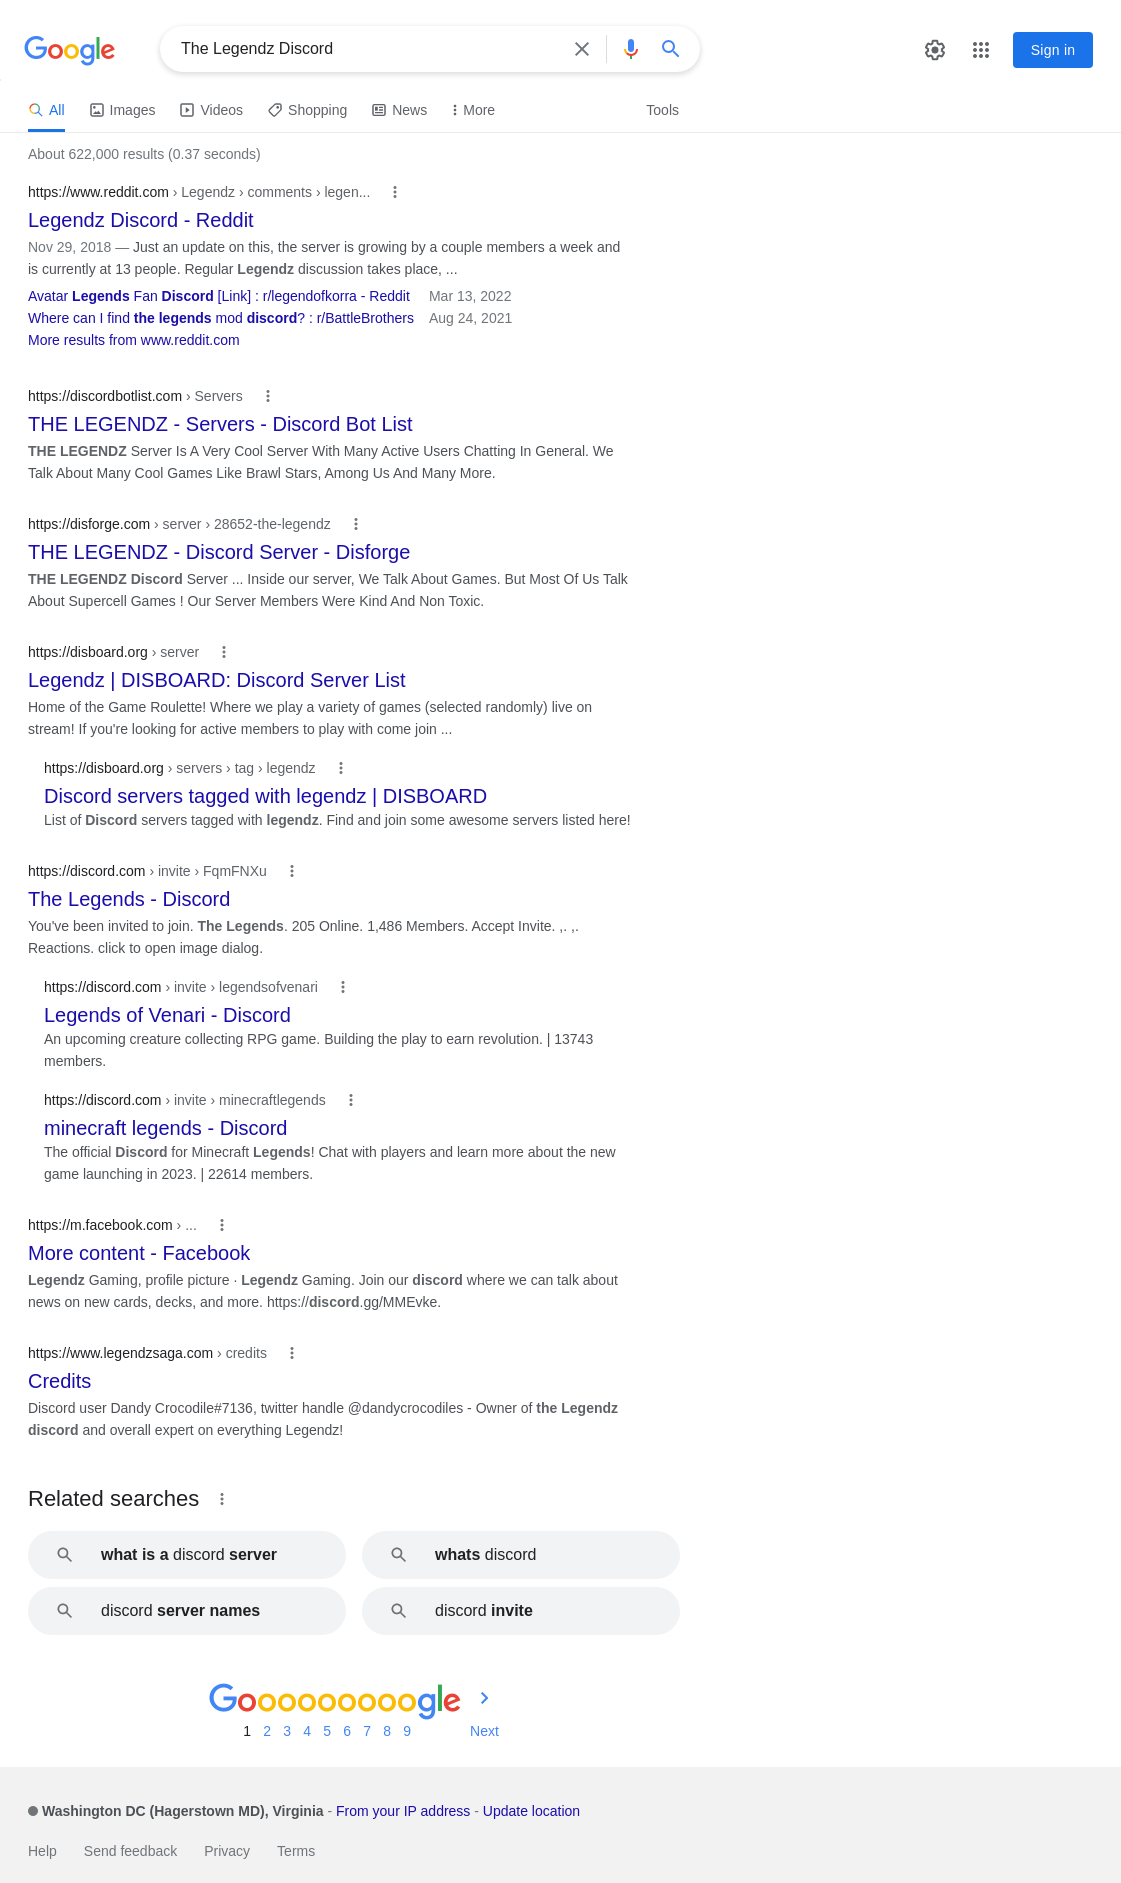 Google
The Legendz Discord
Sign in
All Images Videos Shopping News More Tools
About 622,000 results (0.37 seconds)
https://www.reddit.com › Legendz › comments › legen...
Legendz Discord - Reddit
Nov 29, 2018 — Just an update on this, the server is growing by a couple members a week and
is currently at 13 people. Regular Legendz discussion takes place, ...
Avatar Legends Fan Discord [Link] : r/legendofkorra - Reddit Mar 13, 2022
Where can I find the legends mod discord? : r/BattleBrothers Aug 24, 2021
More results from www.reddit.com
https://discordbotlist.com › Servers
THE LEGENDZ - Servers - Discord Bot List
THE LEGENDZ Server Is A Very Cool Server With Many Active Users Chatting In General. We
Talk About Many Cool Games Like Brawl Stars, Among Us And Many More.
https://disforge.com › server › 28652-the-legendz
THE LEGENDZ - Discord Server - Disforge
THE LEGENDZ Discord Server ... Inside our server, We Talk About Games. But Most Of Us Talk
About Supercell Games ! Our Server Members Were Kind And Non Toxic.
https://disboard.org › server
Legendz | DISBOARD: Discord Server List
Home of the Game Roulette! Where we play a variety of games (selected randomly) live on
stream! If you're looking for active members to play with come join ...
https://disboard.org › servers › tag › legendz
Discord servers tagged with legendz | DISBOARD
List of Discord servers tagged with legendz. Find and join some awesome servers listed here!
https://discord.com › invite › FqmFNXu
The Legends - Discord
You've been invited to join. The Legends. 205 Online. 1,486 Members. Accept Invite. ,. ,.
Reactions. click to open image dialog.
https://discord.com › invite › legendsofvenari
Legends of Venari - Discord
An upcoming creature collecting RPG game. Building the play to earn revolution. | 13743
members.
https://discord.com › invite › minecraftlegends
minecraft legends - Discord
The official Discord for Minecraft Legends! Chat with players and learn more about the new
game launching in 2023. | 22614 members.
https://m.facebook.com › ...
More content - Facebook
Legendz Gaming, profile picture · Legendz Gaming. Join our discord where we can talk about
news on new cards, decks, and more. https://discord.gg/MMEvke.
https://www.legendzsaga.com › credits
Credits
Discord user Dandy Crocodile#7136, twitter handle @dandycrocodiles - Owner of the Legendz
discord and overall expert on everything Legendz!
Related searches
what is a discord server
whats discord
discord server names
discord invite
Gooooooooogle
1 2 3 4 5 6 7 8 9 Next
Washington DC (Hagerstown MD), Virginia - From your IP address - Update location
Help Send feedback Privacy Terms